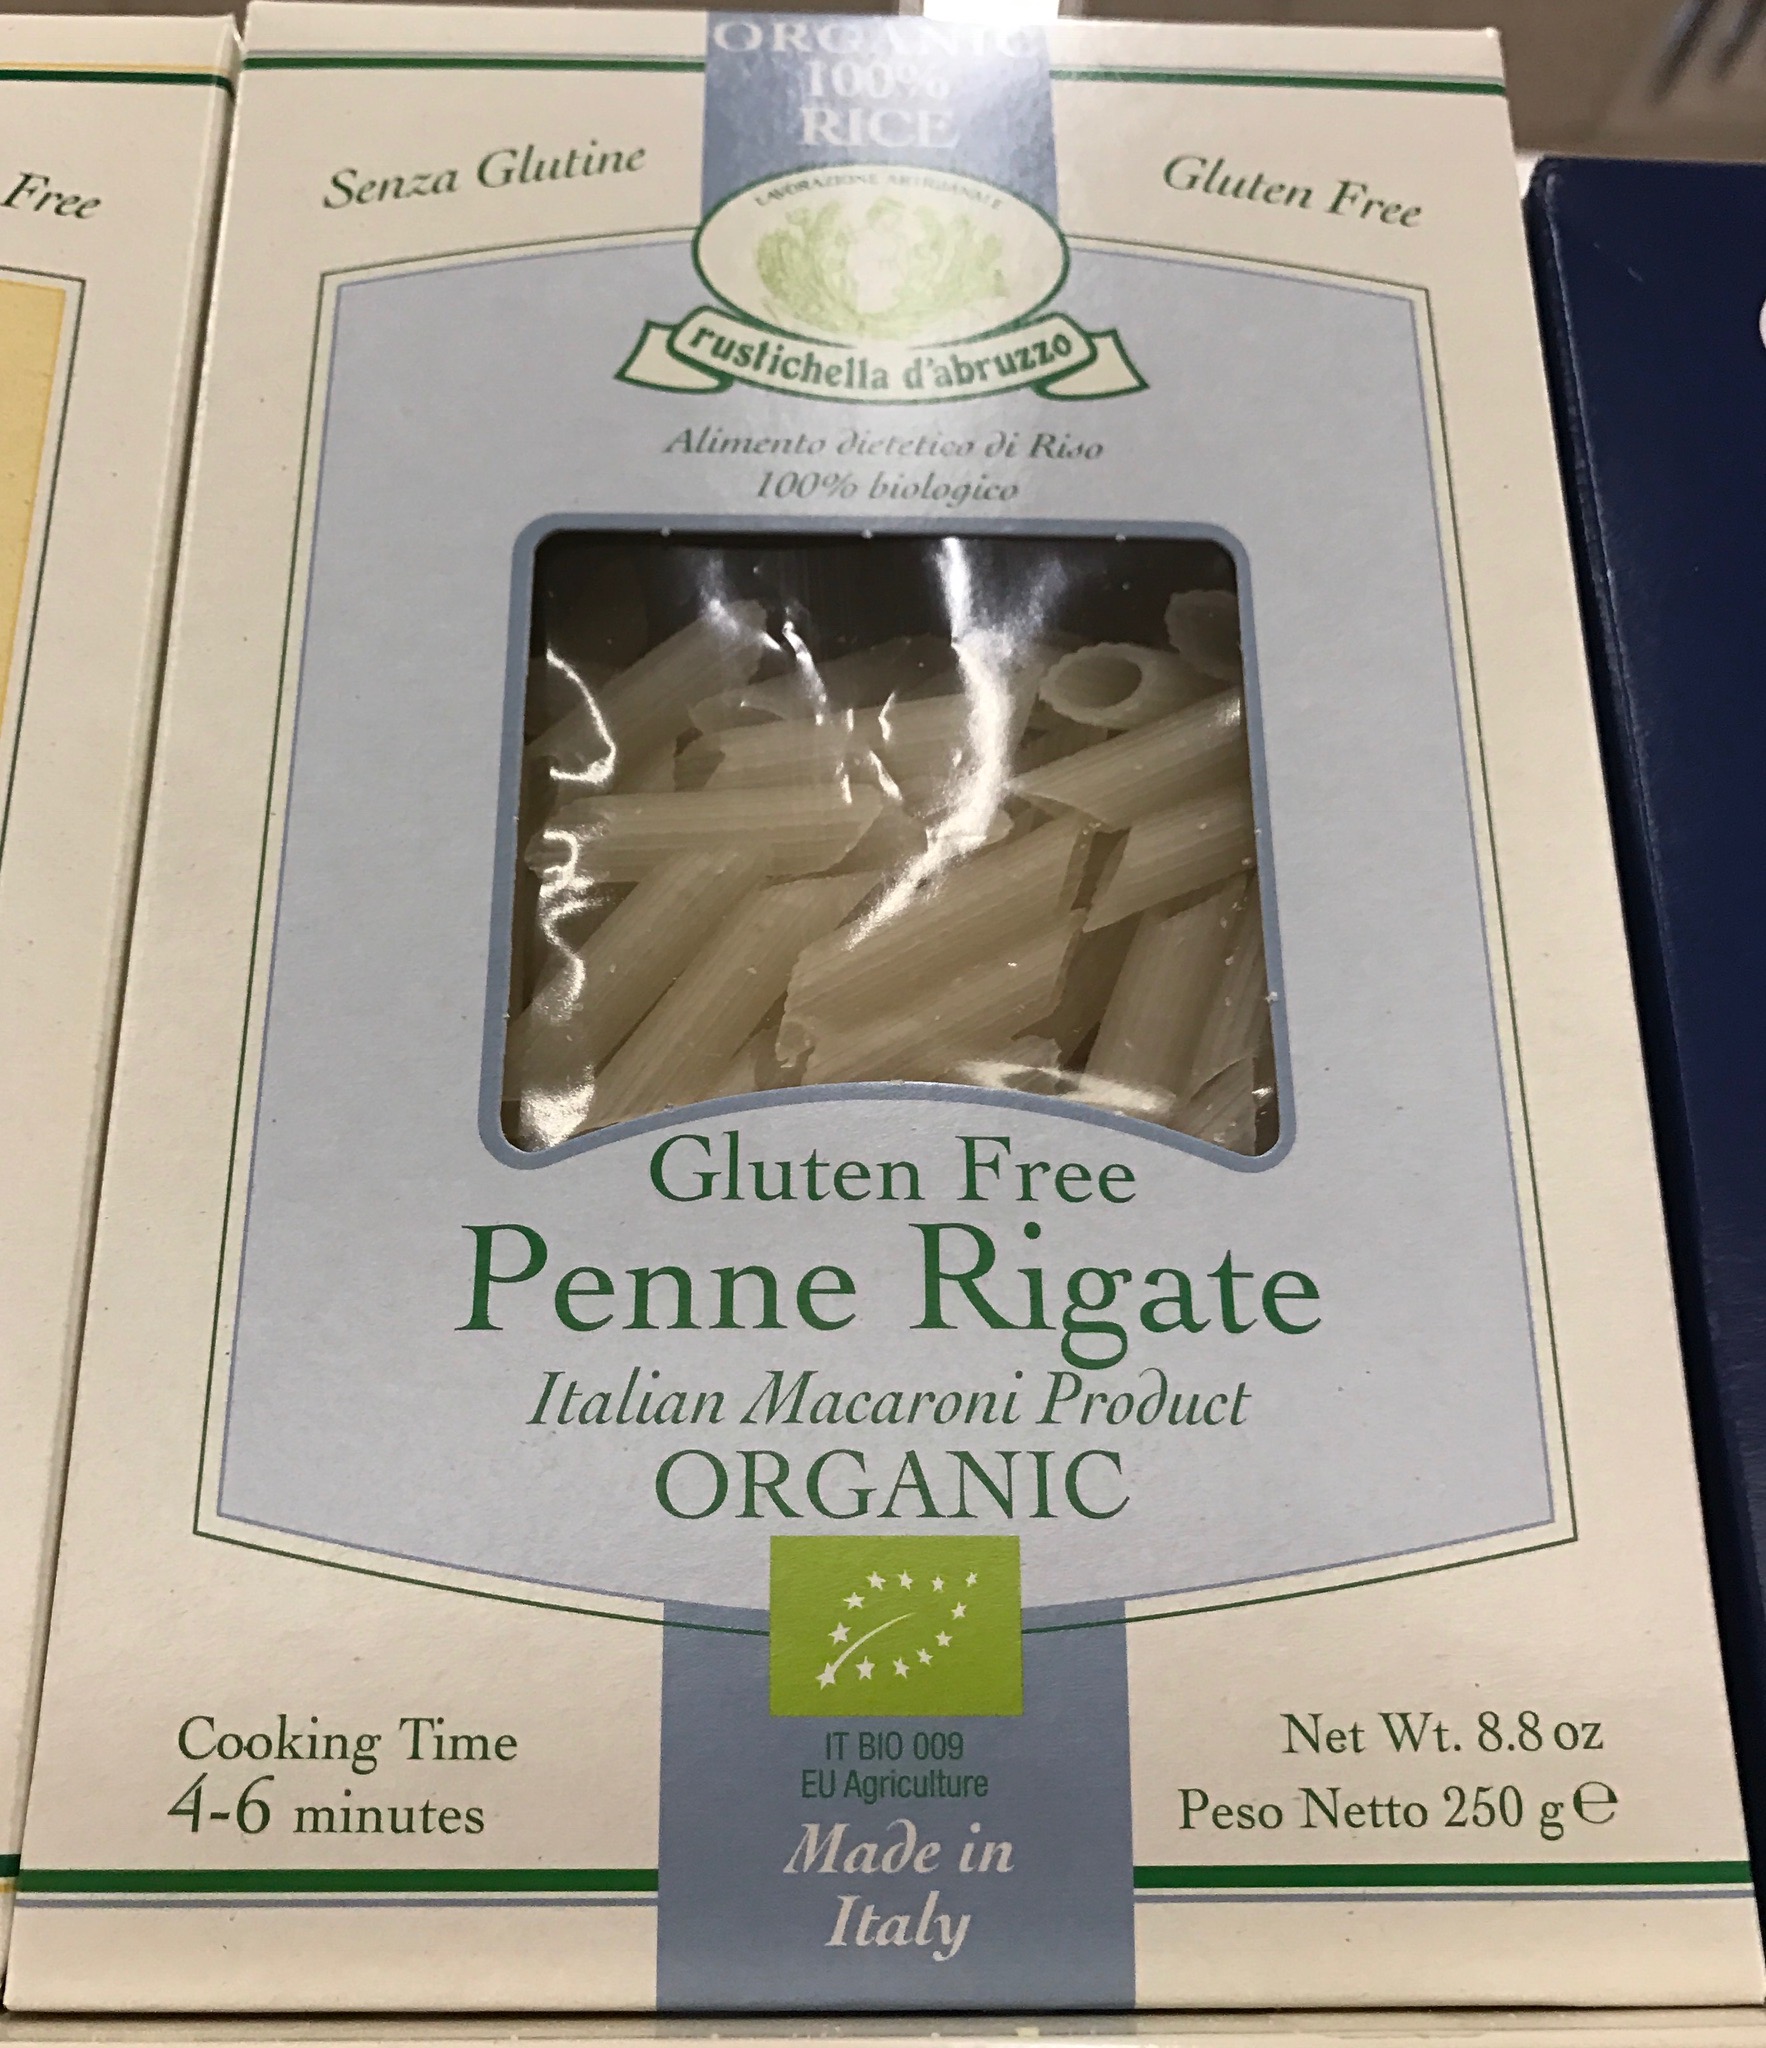 ORGANIC
100%
RICE
Free
Senza Glutine
Gluten Free
LAVORAZIONE ARTIGIANALE
rustichella d'abruzzo
Alimento dietetico di Riso
100% biologico
Gluten Free
Penne Rigate
Italian Macaroni Product
ORGANIC
Cooking Time
4-6 minutes
IT BIO 009
EU Agriculture
Made in
Italy
Net Wt. 8.8 oz
Peso Netto 250 g ℮